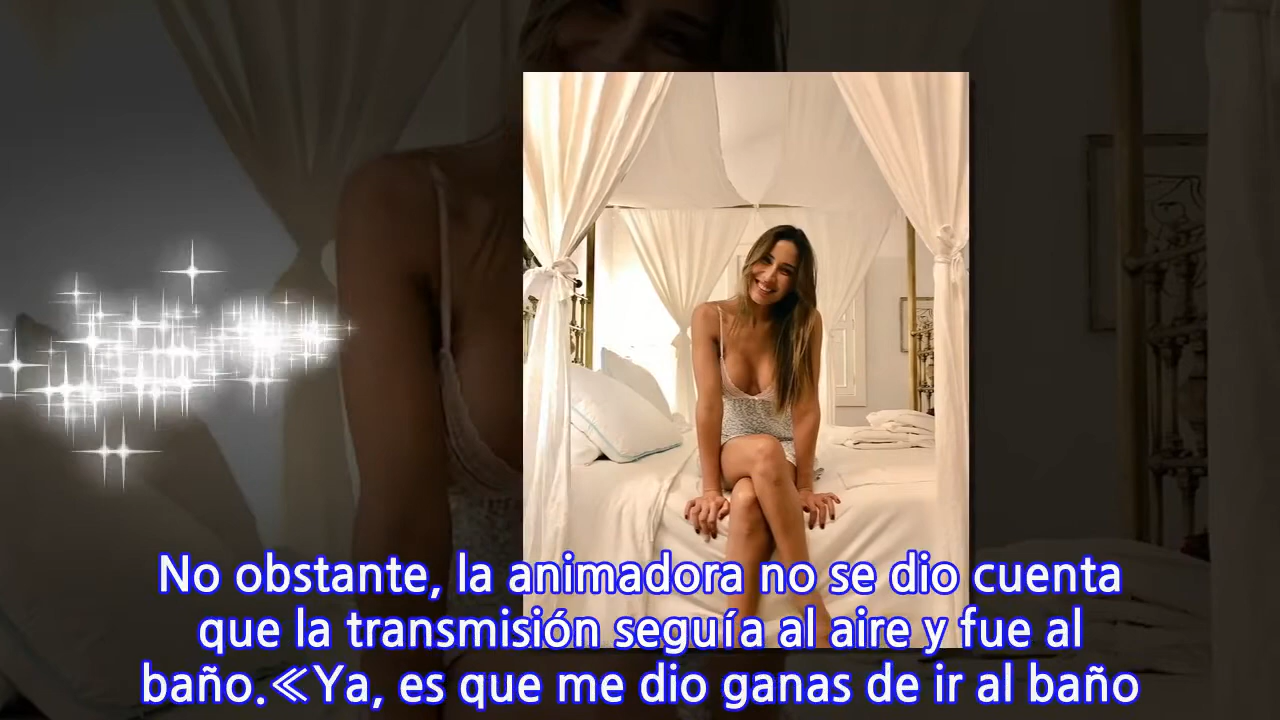 No obstante, la animadora no se dio cuenta
que la transmisión seguía al aire y fue al
baño.≪Ya, es que me dio ganas de ir al baño